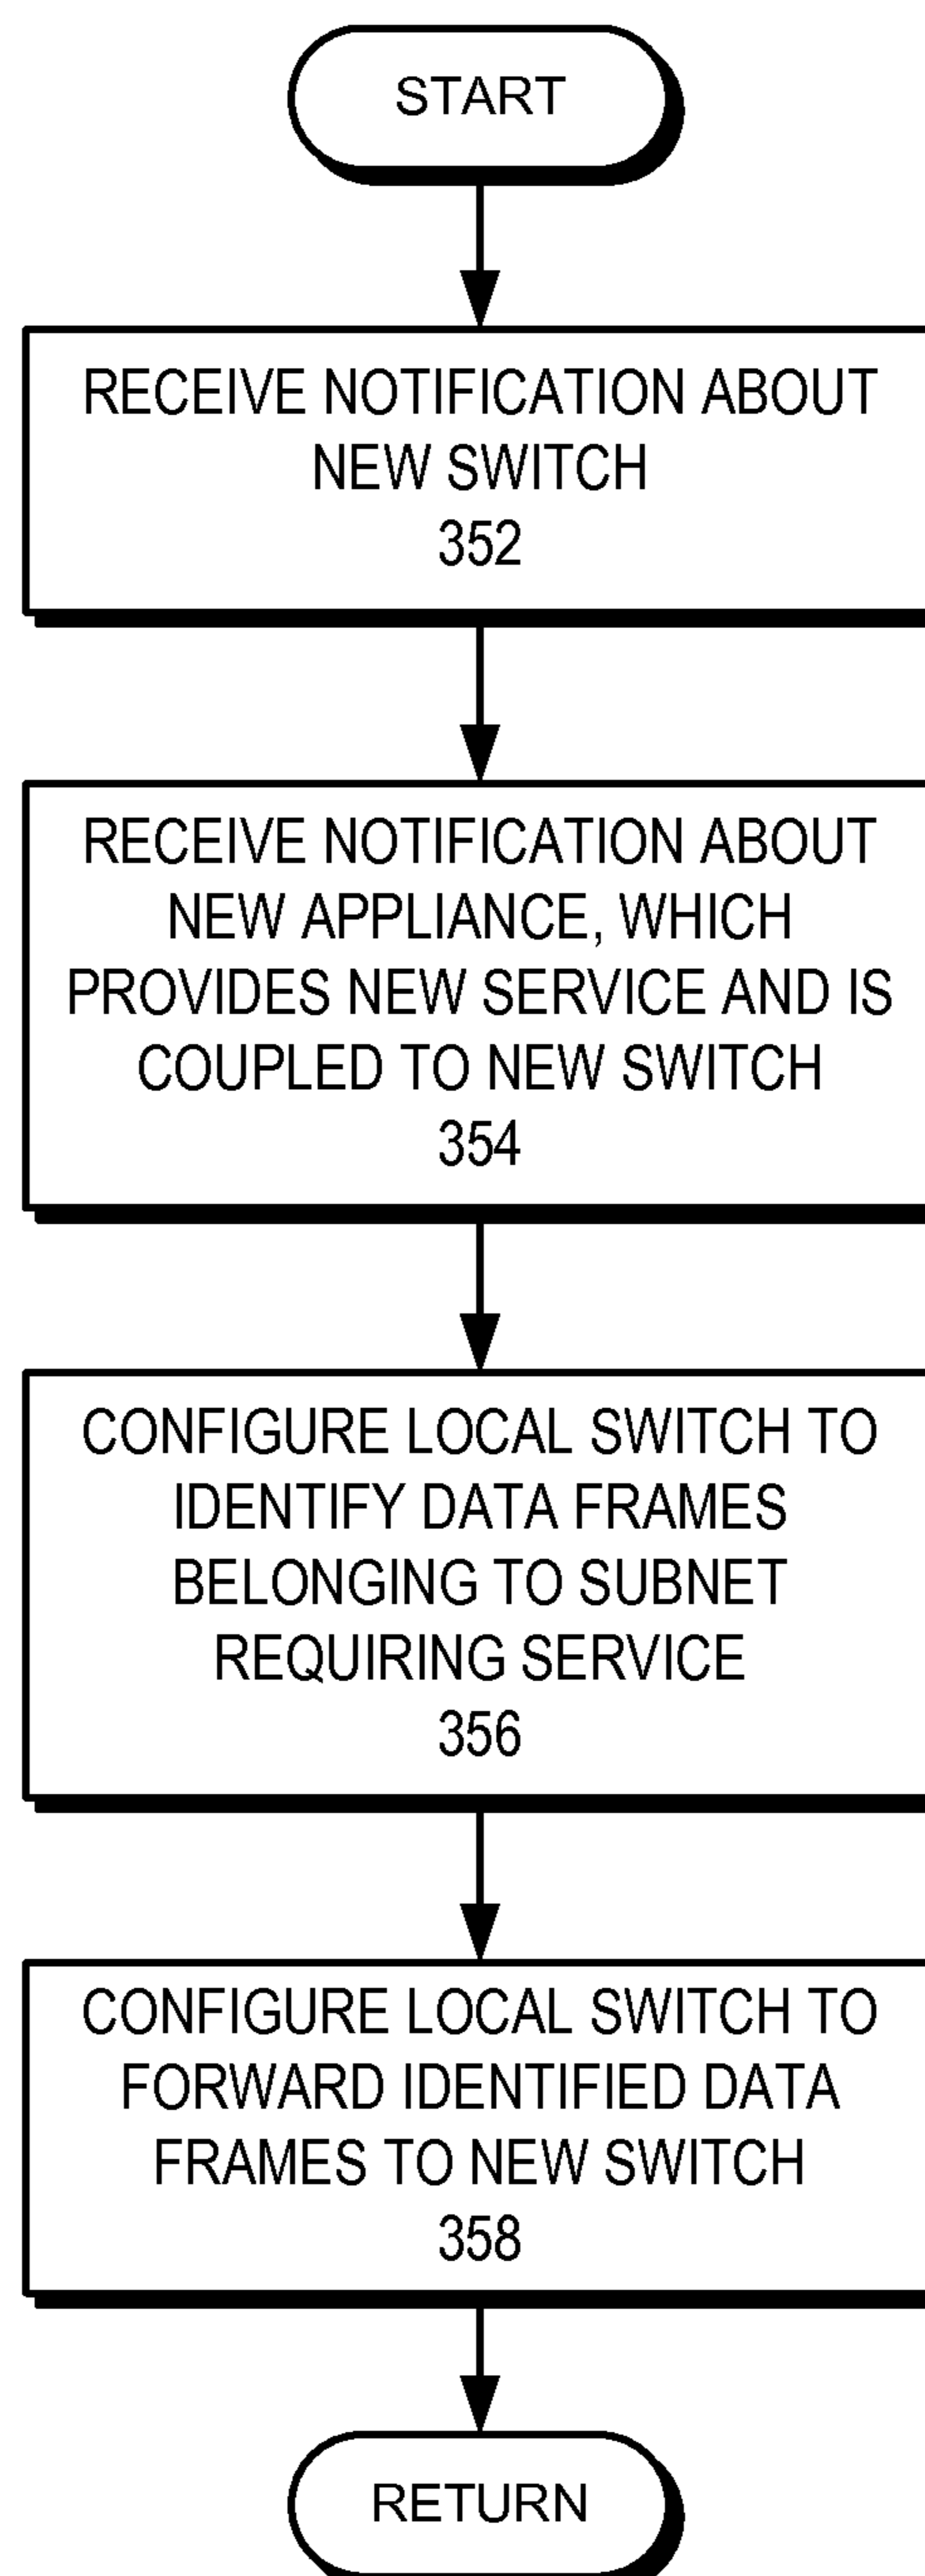 START
RECEIVE NOTIFICATION ABOUT
NEW SWITCH
352
RECEIVE NOTIFICATION ABOUT
NEW APPLIANCE, WHICH
PROVIDES NEW SERVICE AND IS
COUPLED TO NEW SWITCH
354
CONFIGURE LOCAL SWITCH TO
IDENTIFY DATA FRAMES
BELONGING TO SUBNET
REQUIRING SERVICE
356
CONFIGURE LOCAL SWITCH TO
FORWARD IDENTIFIED DATA
FRAMES TO NEW SWITCH
358
RETURN